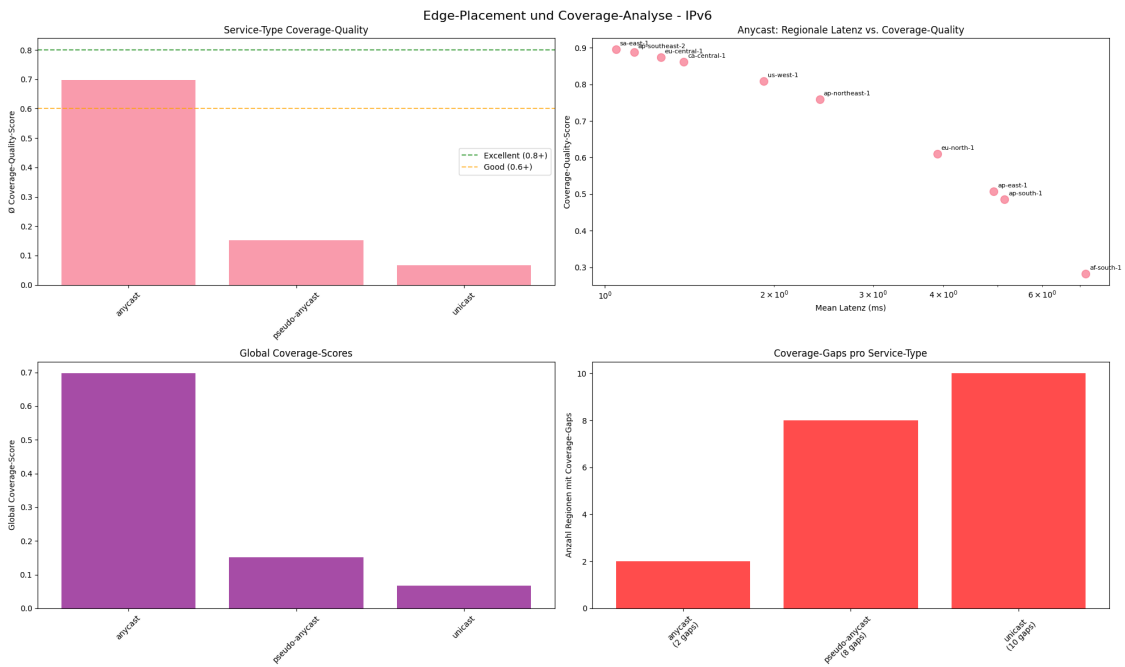 Edge-Placement und Coverage-Analyse - IPv6
Service-Type Coverage-Quality
Ø Coverage-Quality-Score
0.8
0.7
0.6
0.5
0.4
0.3
0.2
0.1
0.0
Excellent (0.8+)
Good (0.6+)
anycast
pseudo-anycast
unicast
Anycast: Regionale Latenz vs. Coverage-Quality
Coverage-Quality-Score
0.9
0.8
0.7
0.6
0.5
0.4
0.3
sa-east-1
ap-southeast-2
eu-central-1
ca-central-1
us-west-1
ap-northeast-1
eu-north-1
ap-east-1
ap-south-1
af-south-1
10⁰
2 × 10⁰
3 × 10⁰
4 × 10⁰
6 × 10⁰
Mean Latenz (ms)
Global Coverage-Scores
Global Coverage-Score
0.7
0.6
0.5
0.4
0.3
0.2
0.1
0.0
anycast
pseudo-anycast
unicast
Coverage-Gaps pro Service-Type
Anzahl Regionen mit Coverage-Gaps
10
8
6
4
2
0
anycast
(2 gaps)
pseudo-anycast
(8 gaps)
unicast
(10 gaps)